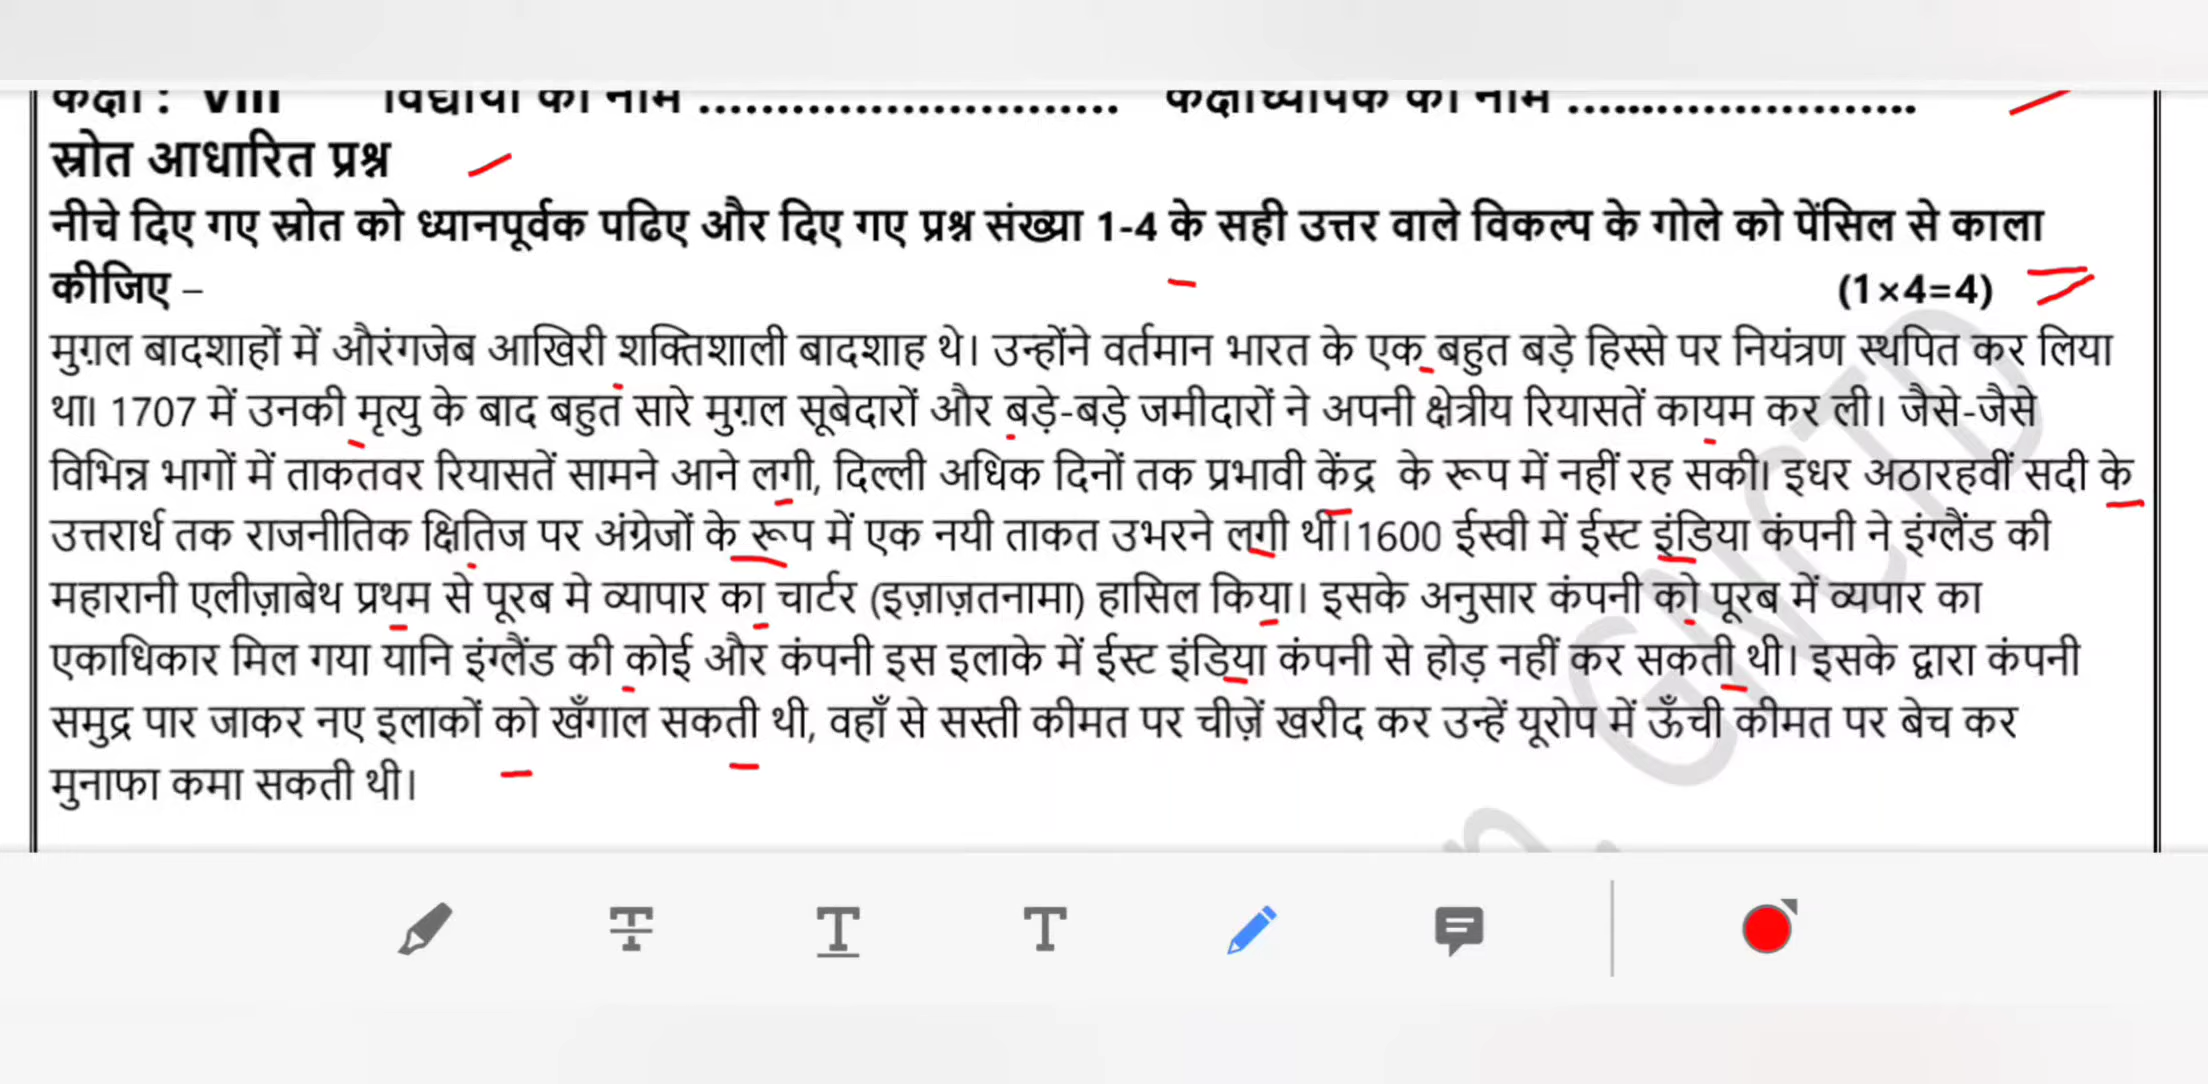 कक्षा : VIII विद्यार्थी का नाम ........................... कक्षाध्यापक का नाम ......................
स्रोत आधारित प्रश्न
नीचे दिए गए स्रोत को ध्यानपूर्वक पढिए और दिए गए प्रश्न संख्या 1-4 के सही उत्तर वाले विकल्प के गोले को पेंसिल से काला
कीजिए – (1×4=4)
मुग़ल बादशाहों में औरंगजेब आखिरी शक्तिशाली बादशाह थे। उन्होंने वर्तमान भारत के एक बहुत बड़े हिस्से पर नियंत्रण स्थपित कर लिया
था। 1707 में उनकी मृत्यु के बाद बहुत सारे मुग़ल सूबेदारों और बड़े-बड़े जमीदारों ने अपनी क्षेत्रीय रियासतें कायम कर ली। जैसे-जैसे
विभिन्न भागों में ताकतवर रियासतें सामने आने लगी, दिल्ली अधिक दिनों तक प्रभावी केंद्र के रूप में नहीं रह सकी। इधर अठारहवीं सदी के
उत्तरार्ध तक राजनीतिक क्षितिज पर अंग्रेजों के रूप में एक नयी ताकत उभरने लगी थी।1600 ईस्वी में ईस्ट इंडिया कंपनी ने इंग्लैंड की
महारानी एलीज़ाबेथ प्रथम से पूरब मे व्यापार का चार्टर (इज़ाज़तनामा) हासिल किया। इसके अनुसार कंपनी को पूरब में व्यपार का
एकाधिकार मिल गया यानि इंग्लैंड की कोई और कंपनी इस इलाके में ईस्ट इंडिया कंपनी से होड़ नहीं कर सकती थी। इसके द्वारा कंपनी
समुद्र पार जाकर नए इलाकों को खँगाल सकती थी, वहाँ से सस्ती कीमत पर चीज़ें खरीद कर उन्हें यूरोप में ऊँची कीमत पर बेच कर
मुनाफा कमा सकती थी।
GNCTD